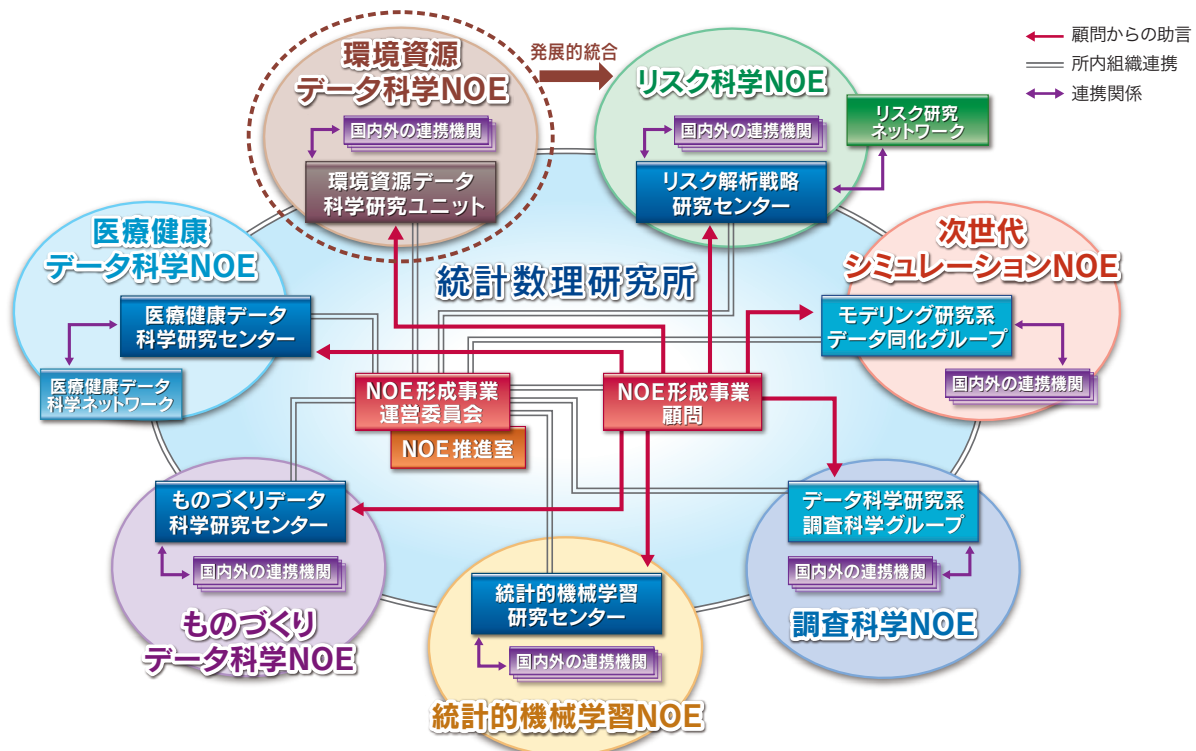 環境資源
データ科学NOE
国内外の連携機関
環境資源データ
科学研究ユニット
発展的統合
リスク科学NOE
国内外の連携機関
リスク解析戦略
研究センター
リスク研究
ネットワーク
顧問からの助言
所内組織連携
連携関係
医療健康
データ科学NOE
医療健康データ
科学研究センター
医療健康データ
科学ネットワーク
統計数理研究所
次世代
シミュレーションNOE
モデリング研究系
データ同化グループ
国内外の連携機関
NOE形成事業
運営委員会
NOE推進室
NOE形成事業
顧問
ものづくりデータ
科学研究センター
国内外の連携機関
ものづくり
データ科学NOE
統計的機械学習
研究センター
国内外の連携機関
統計的機械学習NOE
データ科学研究系
調査科学グループ
国内外の連携機関
調査科学NOE